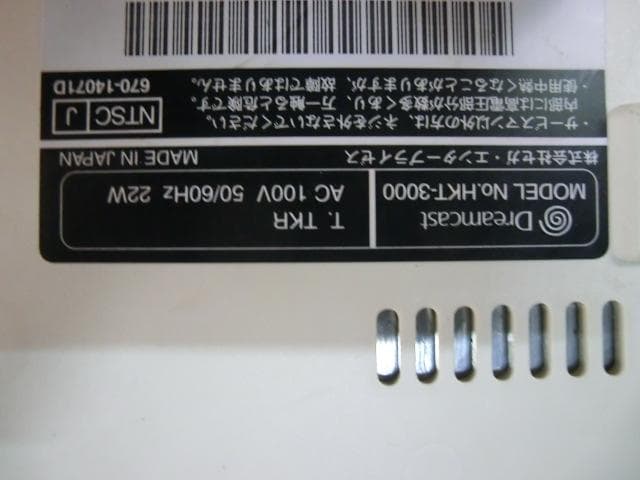 Dreamcast
MODEL No.HKT-3000
T. TKR
AC 100V 50/60Hz 22W
株式会社セガ・エンタープライゼス
MADE IN JAPAN
・サービスマン以外の方は、ネジを外さないでください。
内部には高電圧部分が数多くあり、万一触ると危険です。
・使用中熱くなることがありますが、故障ではありません。
NTSC J
670-14071D